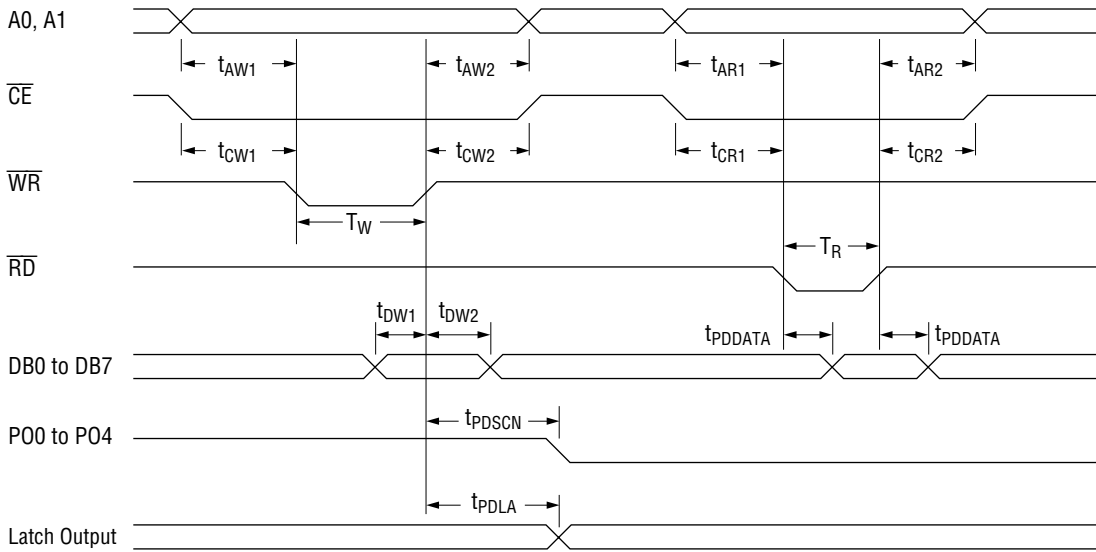 A0, A1
tAW1 tAW2 tAR1 tAR2
CE
tCW1 tCW2 tCR1 tCR2
WR
TW
TR
RD
tDW1 tDW2
tPDDATA tPDDATA
DB0 to DB7
tPDSCN
PO0 to PO4
tPDLA
Latch Output